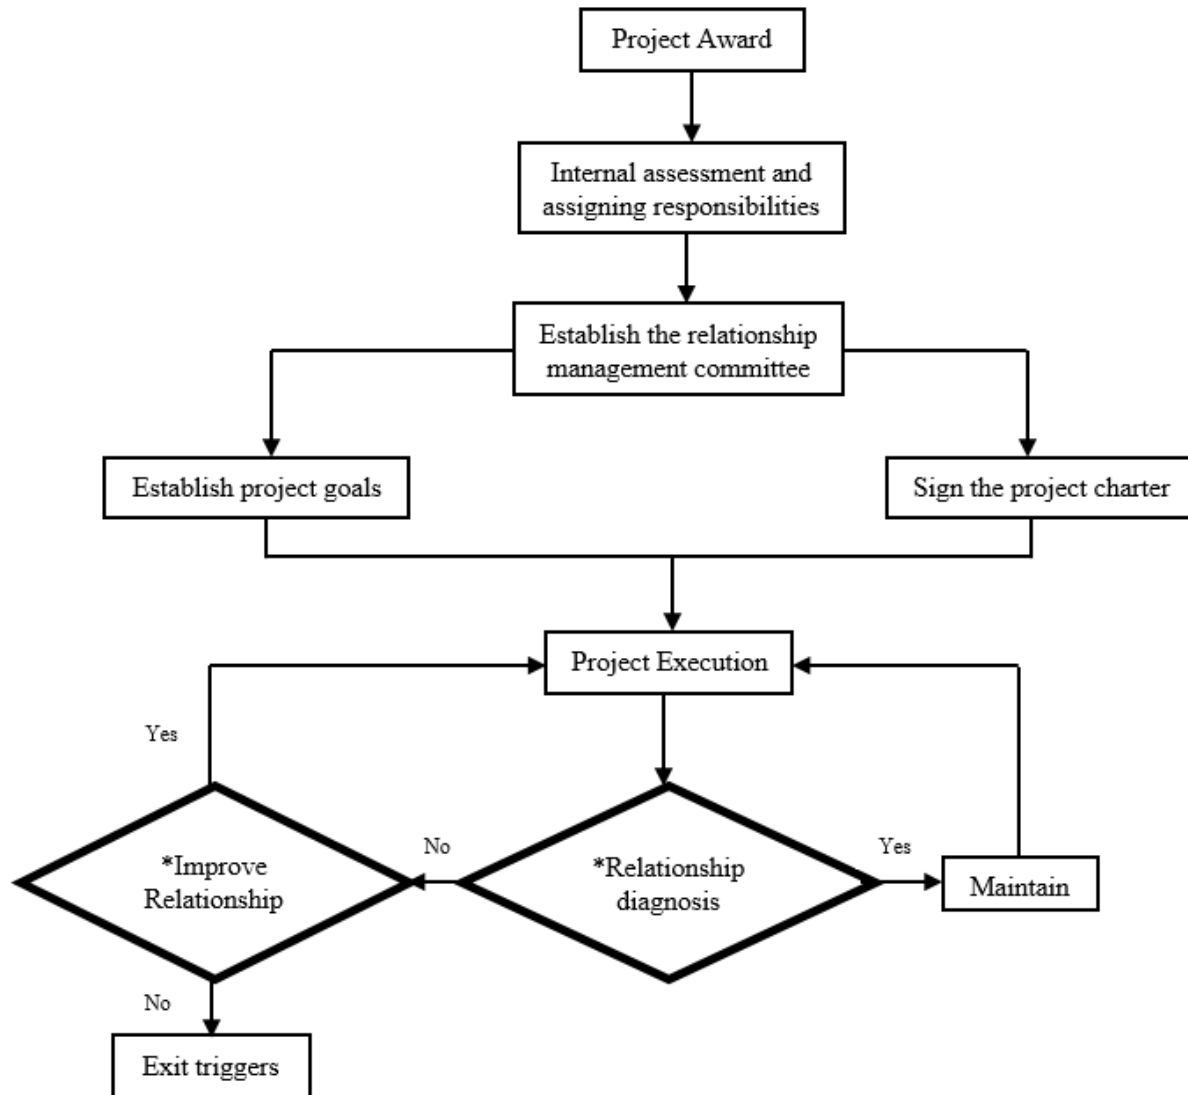 Project Award
Internal assessment and
assigning responsibilities
Establish the relationship
management committee
Establish project goals
Sign the project charter
Project Execution
Yes
*Improve
Relationship
No
*Relationship
diagnosis
Yes
Maintain
No
Exit triggers